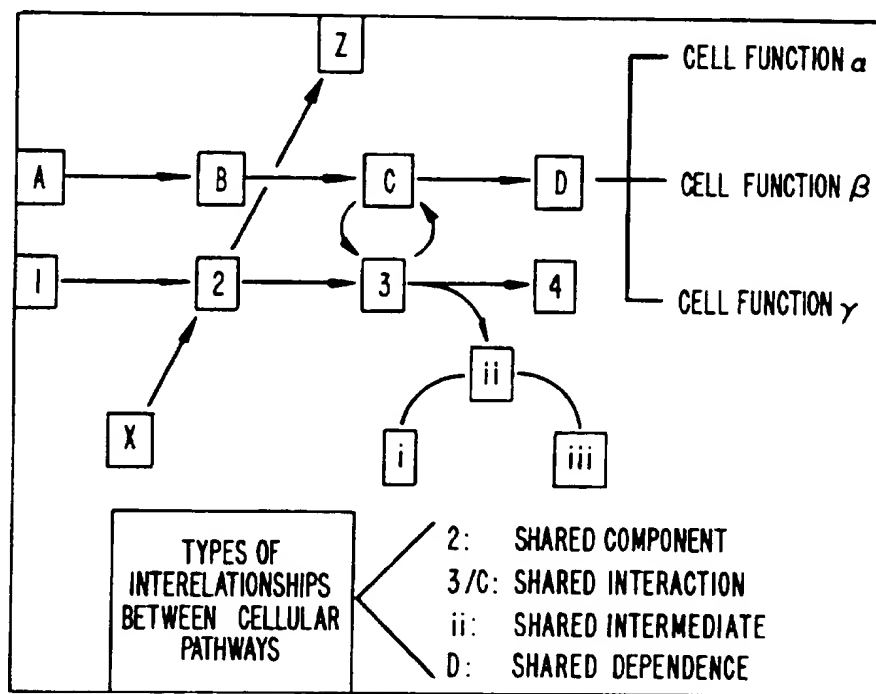 Z
CELL FUNCTION α
A B C D CELL FUNCTION β
1 2 3 4 CELL FUNCTION γ
ii
X i iii
TYPES OF
INTERELATIONSHIPS
BETWEEN CELLULAR
PATHWAYS
2: SHARED COMPONENT
3/C: SHARED INTERACTION
ii: SHARED INTERMEDIATE
D: SHARED DEPENDENCE